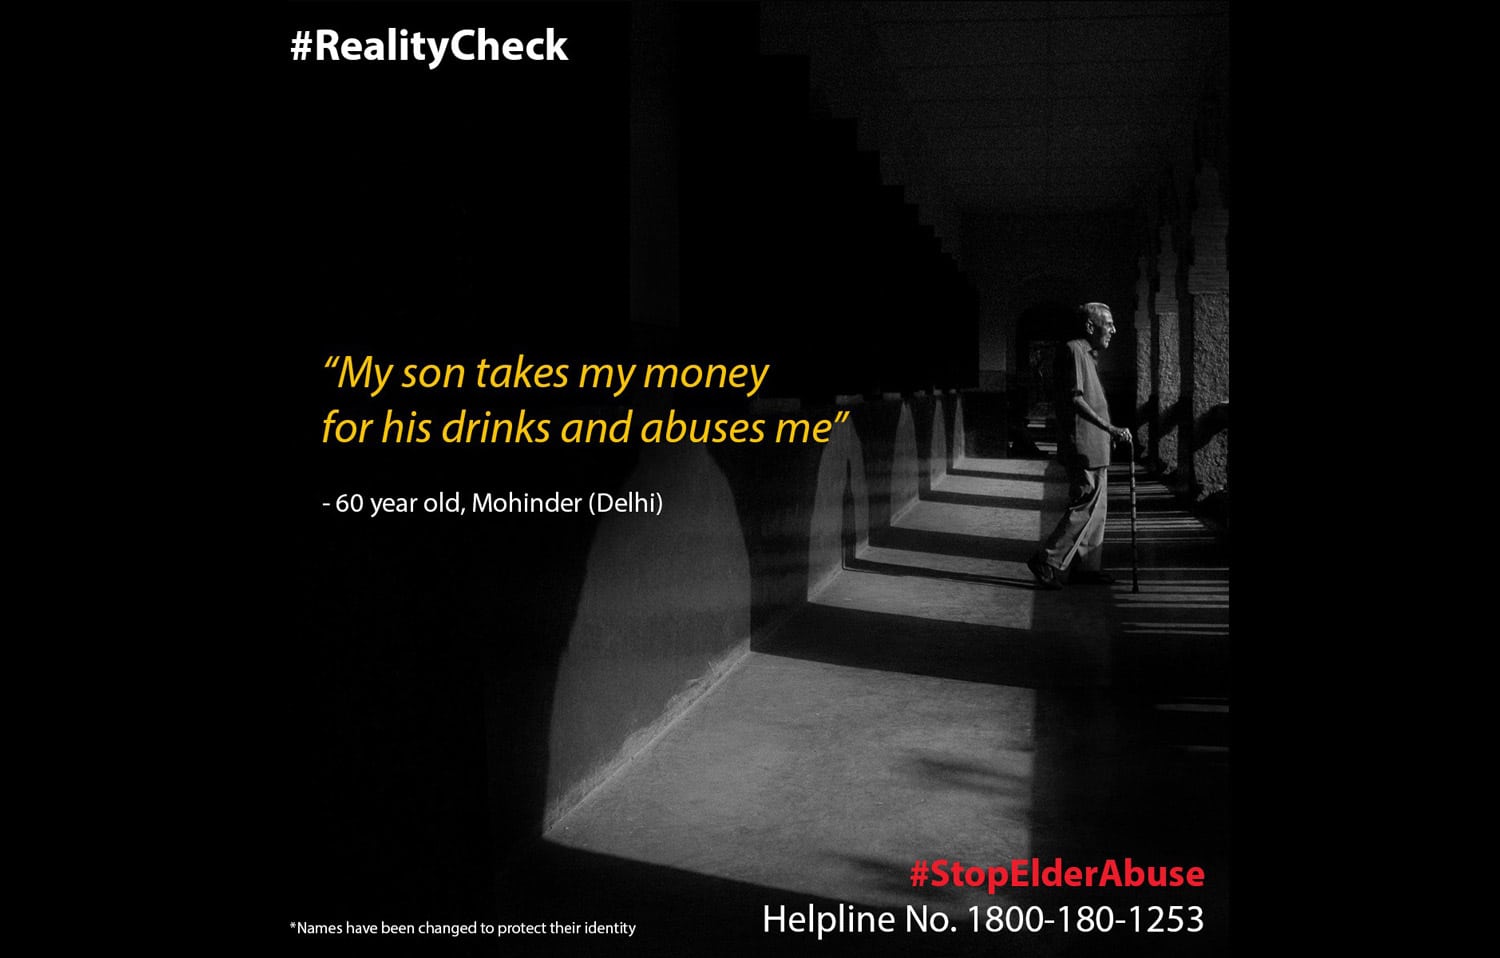 #RealityCheck
“My son takes my money
for his drinks and abuses me”
- 60 year old, Mohinder (Delhi)
#StopElderAbuse
Helpline No. 1800-180-1253
*Names have been changed to protect their identity